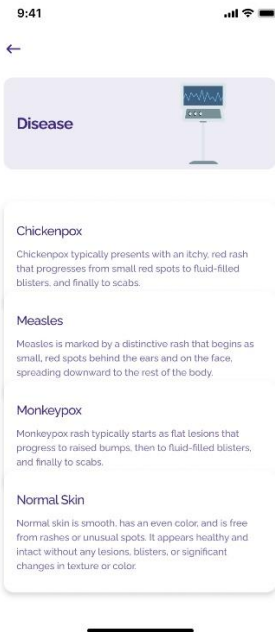 9:41
Disease
Chickenpox
Chickenpox typically presents with an itchy, red rash
that progresses from small red spots to fluid-filled
blisters, and finally to scabs.
Measles
Measles is marked by a distinctive rash that begins as
small, red spots behind the ears and on the face,
spreading downward to the rest of the body.
Monkeypox
Monkeypox rash typically starts as flat lesions that
progress to raised bumps, then to fluid-filled blisters,
and finally to scabs.
Normal Skin
Normal skin is smooth, has an even color, and is free
from rashes or unusual spots. It appears healthy and
intact without any lesions, blisters, or significant
changes in texture or color.